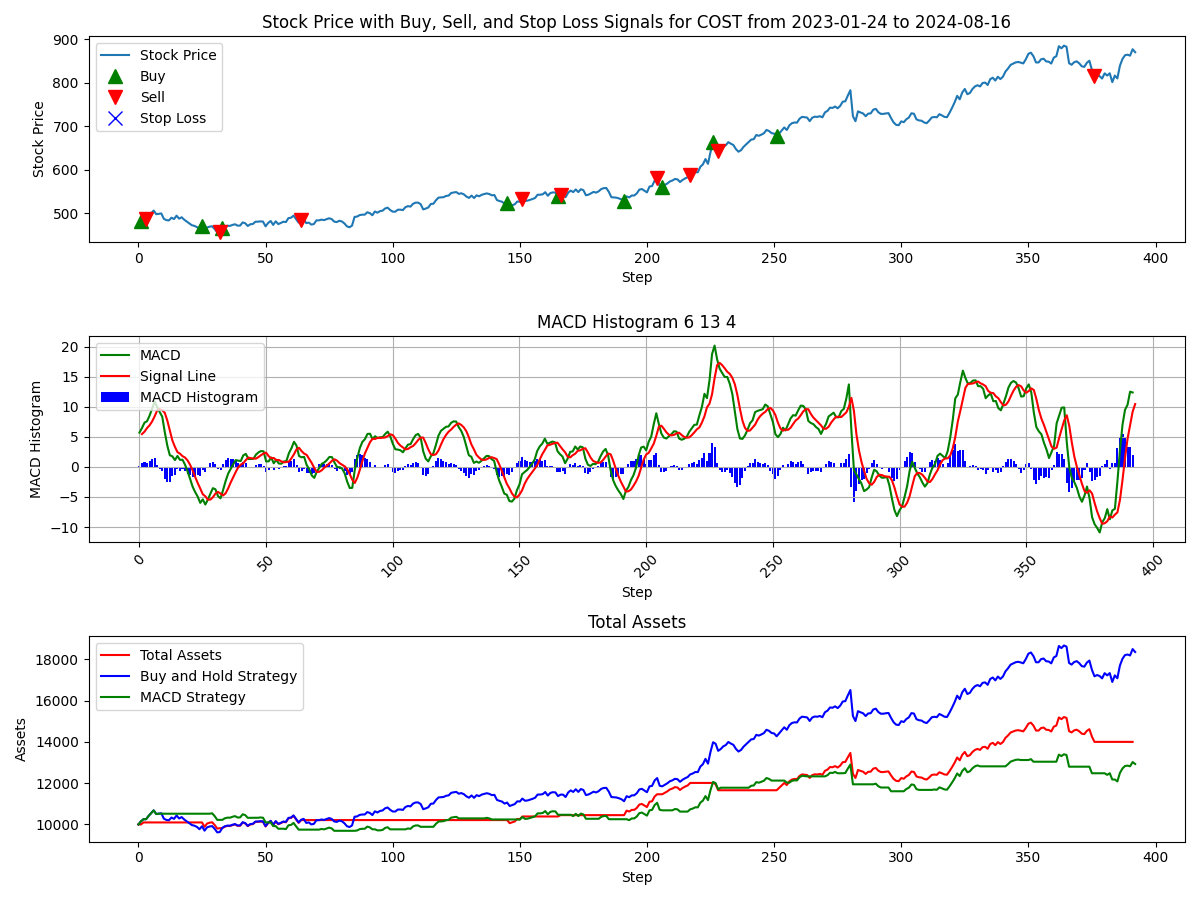 Stock Price with Buy, Sell, and Stop Loss Signals for COST from 2023-01-24 to 2024-08-16
900
800
700
600
500
Stock Price
Stock Price
Buy
Sell
Stop Loss
0 50 100 150 200 250 300 350 400
Step
MACD Histogram 6 13 4
20
15
10
5
0
−5
−10
MACD Histogram
MACD
Signal Line
MACD Histogram
0 50 100 150 200 250 300 350 400
Step
Total Assets
18000
16000
14000
12000
10000
Assets
Total Assets
Buy and Hold Strategy
MACD Strategy
0 50 100 150 200 250 300 350 400
Step